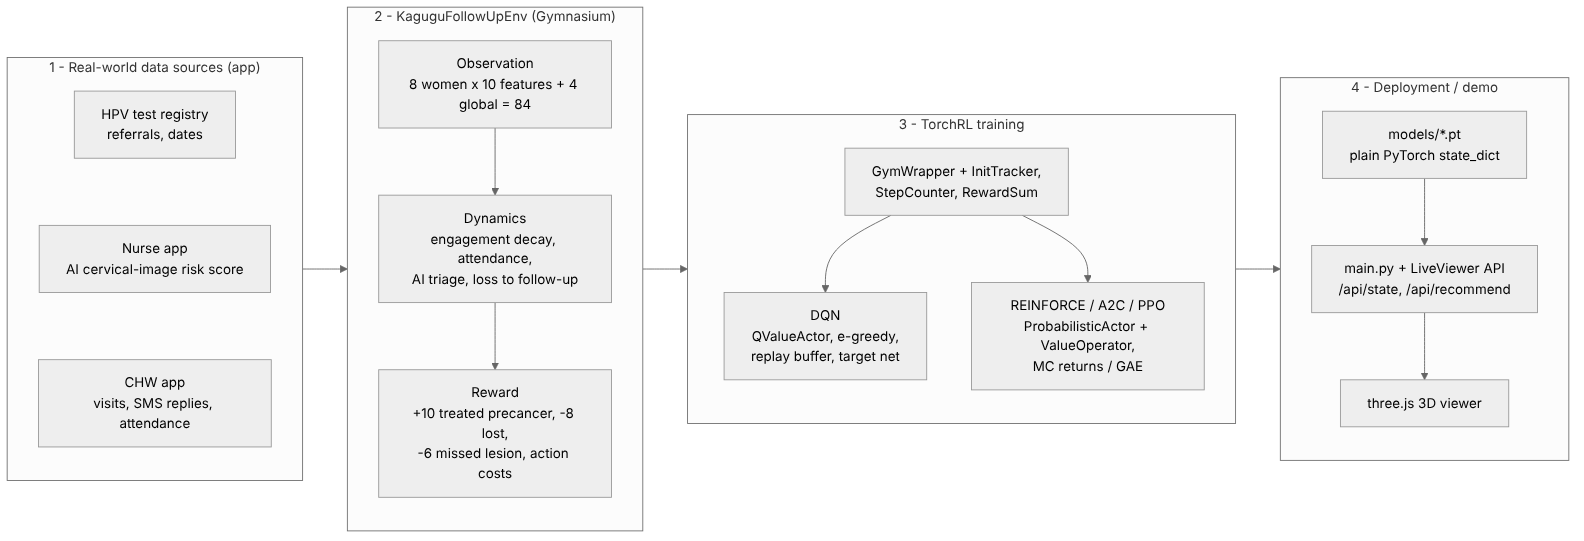 1 - Real-world data sources (app)
HPV test registry
referrals, dates
Nurse app
AI cervical-image risk score
CHW app
visits, SMS replies,
attendance
2 - KaguguFollowUpEnv (Gymnasium)
Observation
8 women x 10 features + 4
global = 84
Dynamics
engagement decay,
attendance,
AI triage, loss to follow-up
Reward
+10 treated precancer, -8
lost,
-6 missed lesion, action
costs
3 - TorchRL training
GymWrapper + InitTracker,
StepCounter, RewardSum
DQN
QValueActor, e-greedy,
replay buffer, target net
REINFORCE / A2C / PPO
ProbabilisticActor +
ValueOperator,
MC returns / GAE
4 - Deployment / demo
models/*.pt
plain PyTorch state_dict
main.py + LiveViewer API
/api/state, /api/recommend
three.js 3D viewer